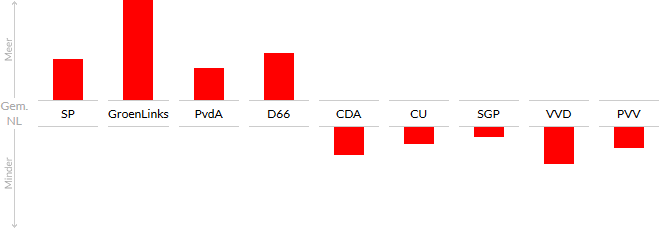 Meer
Gem.
NL
SP GroenLinks PvdA D66 CDA CU SGP VVD PVV
Minder